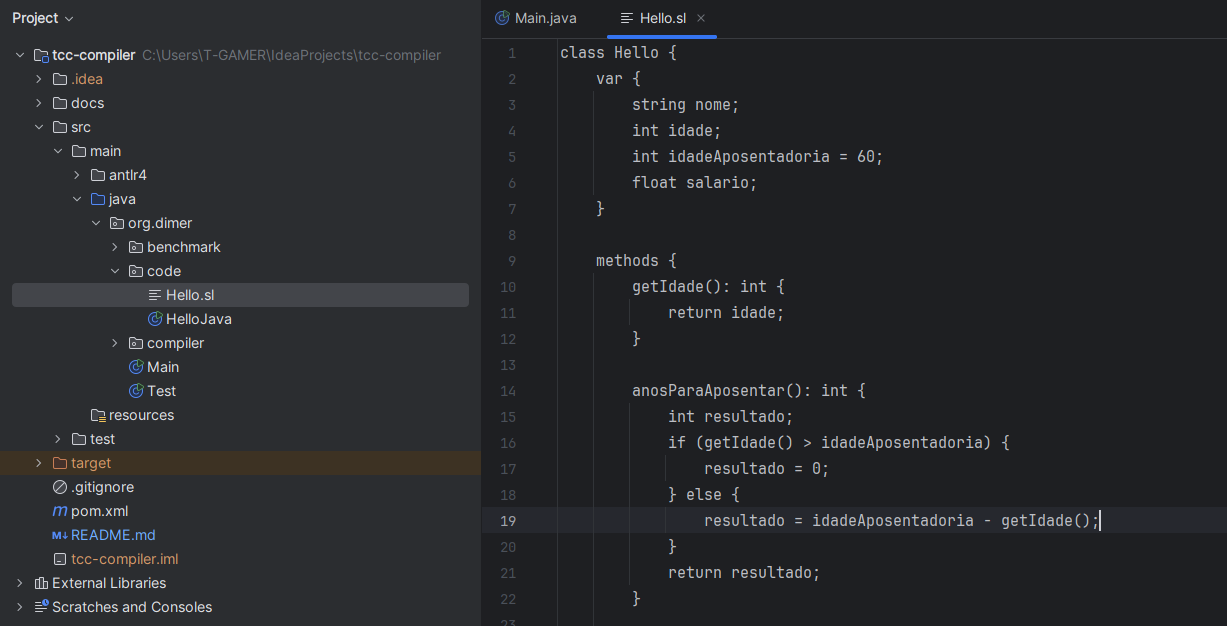 Project
tcc-compiler C:\Users\T-GAMER\IdeaProjects\tcc-compiler
.idea
docs
src
main
antlr4
java
org.dimer
benchmark
code
Hello.sl
HelloJava
compiler
Main
Test
resources
test
target
.gitignore
pom.xml
README.md
tcc-compiler.iml
External Libraries
Scratches and Consoles
Main.java Hello.sl
1 class Hello {
2 var {
3 string nome;
4 int idade;
5 int idadeAposentadoria = 60;
6 float salario;
7 }
8
9 methods {
10 getIdade(): int {
11 return idade;
12 }
13
14 anosParaAposentar(): int {
15 int resultado;
16 if (getIdade() > idadeAposentadoria) {
17 resultado = 0;
18 } else {
19 resultado = idadeAposentadoria - getIdade();
20 }
21 return resultado;
22 }
23